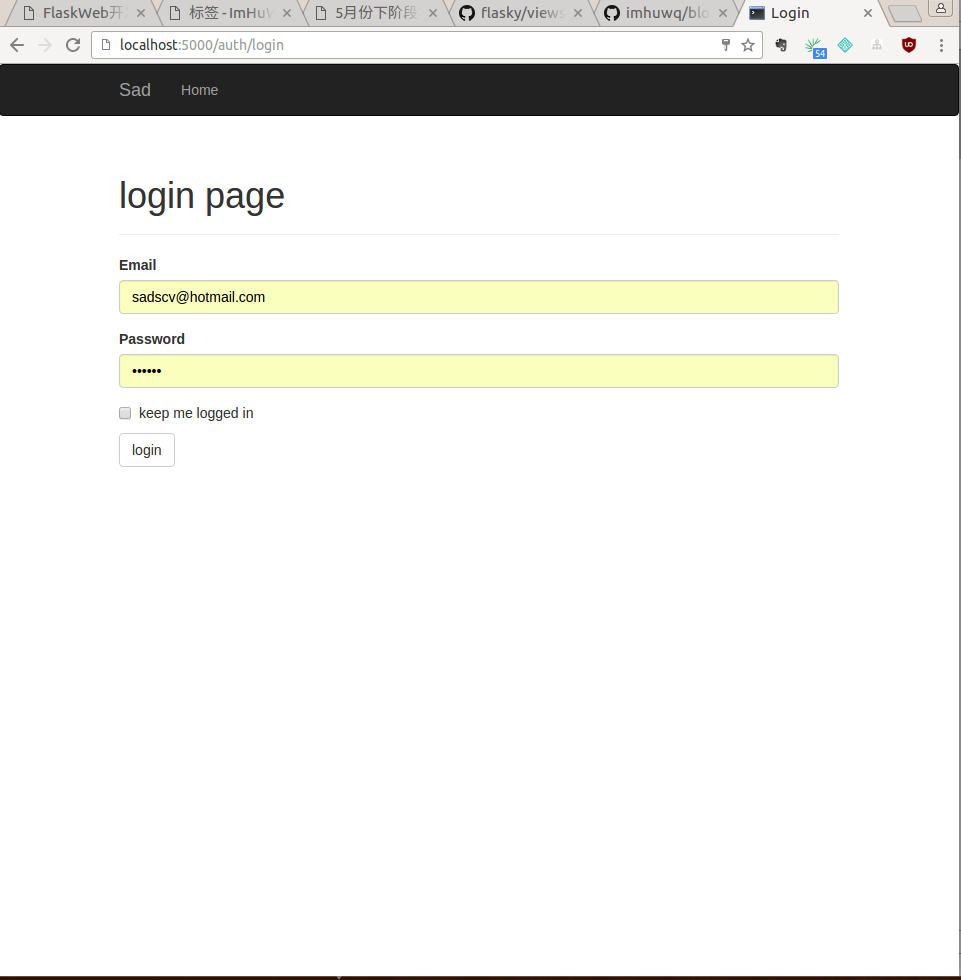 FlaskWeb开
标签 - ImHuW
5月份下阶段
flasky/views
imhuwq/blo
Login
localhost:5000/auth/login
54
Sad
Home
login page
Email
sadscv@hotmail.com
Password
••••••
keep me logged in
login